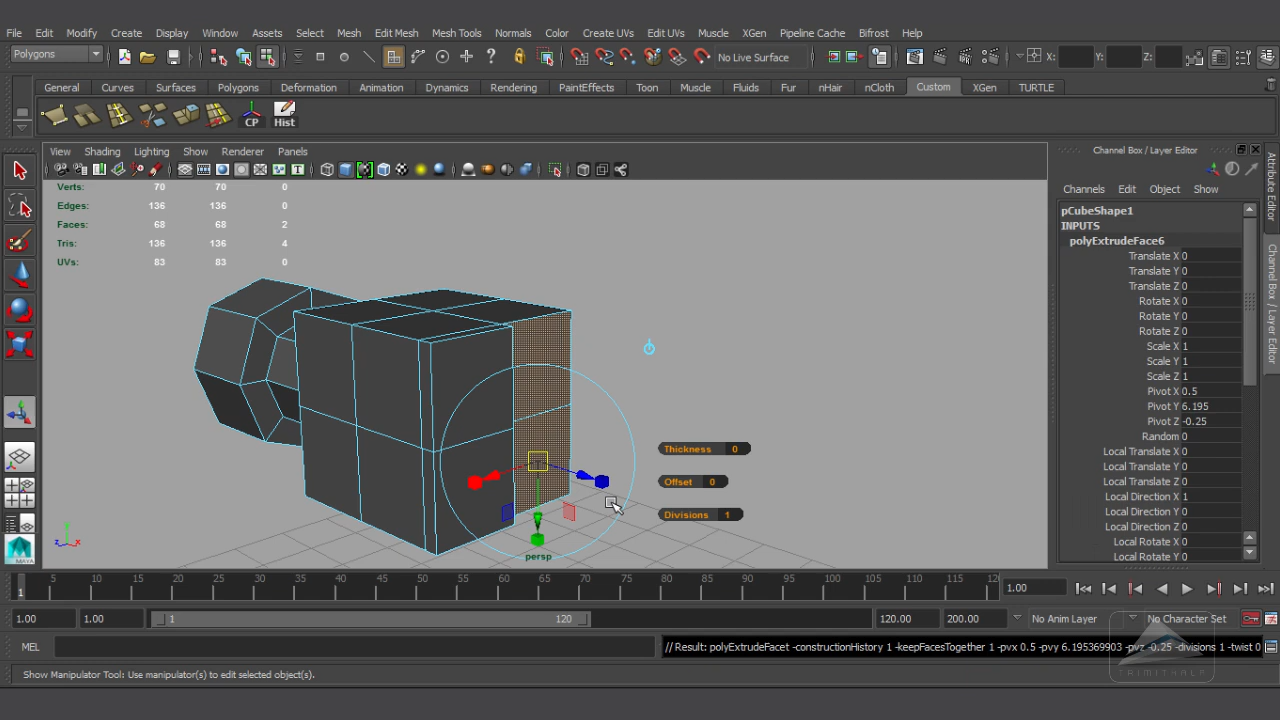 File Edit Modify Create Display Window Assets Select Mesh Edit Mesh Mesh Tools Normals Color Create UVs Edit UVs Muscle XGen Pipeline Cache Bifrost Help
Polygons No Live Surface X: Y: Z:
General Curves Surfaces Polygons Deformation Animation Dynamics Rendering PaintEffects Toon Muscle Fluids Fur nHair nCloth Custom XGen TURTLE
CP Hist
View Shading Lighting Show Renderer Panels
Channel Box / Layer Editor
Channels Edit Object Show
Verts: 70 70 0
Edges: 136 136 0
Faces: 68 68 2
Tris: 136 136 4
UVs: 83 83 0
pCubeShape1
INPUTS
polyExtrudeFace6
Translate X 0
Translate Y 0
Translate Z 0
Rotate X 0
Rotate Y 0
Rotate Z 0
Scale X 1
Scale Y 1
Scale Z 1
Pivot X 0.5
Pivot Y 6.195
Pivot Z -0.25
Random 0
Local Translate X 0
Local Translate Y 0
Local Translate Z 0
Local Direction X 1
Local Direction Y 0
Local Direction Z 0
Local Rotate X 0
Local Rotate Y 0
Attribute Editor
Channel Box / Layer Editor
Thickness 0
Offset 0
Divisions 1
persp
y z x
MAYA
1 5 10 15 20 25 30 35 40 45 50 55 60 65 70 75 80 85 90 95 100 105 110 115 120 1.00
1.00 1.00 1 120 120.00 200.00 No Anim Layer No Character Set
MEL // Result: polyExtrudeFacet -constructionHistory 1 -keepFacesTogether 1 -pvx 0.5 -pvy 6.195369903 -pvz -0.25 -divisions 1 -twist 0
Show Manipulator Tool: Use manipulator(s) to edit selected object(s).